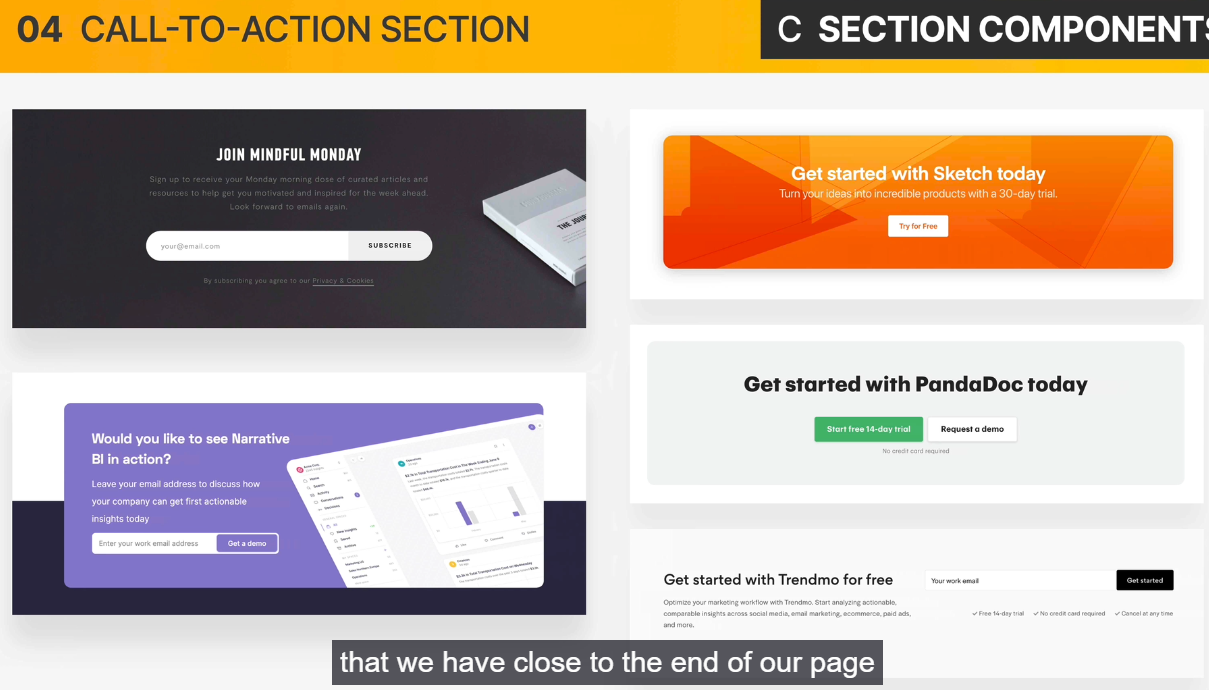 04 CALL-TO-ACTION SECTION
C SECTION COMPONENTS
JOIN MINDFUL MONDAY
Sign up to receive your Monday morning dose of curated articles and
resources to help get you motivated and inspired for the week ahead.
Look forward to emails again.
your@email.com
SUBSCRIBE
By subscribing you agree to our Privacy & Cookies
Would you like to see Narrative
BI in action?
Leave your email address to discuss how
your company can get first actionable
insights today
Enter your work email address
Get a demo
Get started with Sketch today
Turn your ideas into incredible products with a 30-day trial.
Try for Free
Get started with PandaDoc today
Start free 14-day trial
Request a demo
No credit card required
Get started with Trendmo for free
Optimize your marketing workflow with Trendmo. Start analyzing actionable,
comparable insights across social media, email marketing, ecommerce, paid ads,
and more.
Your work email
Get started
✓ Free 14-day trial ✓ No credit card required ✓ Cancel at any time
that we have close to the end of our page